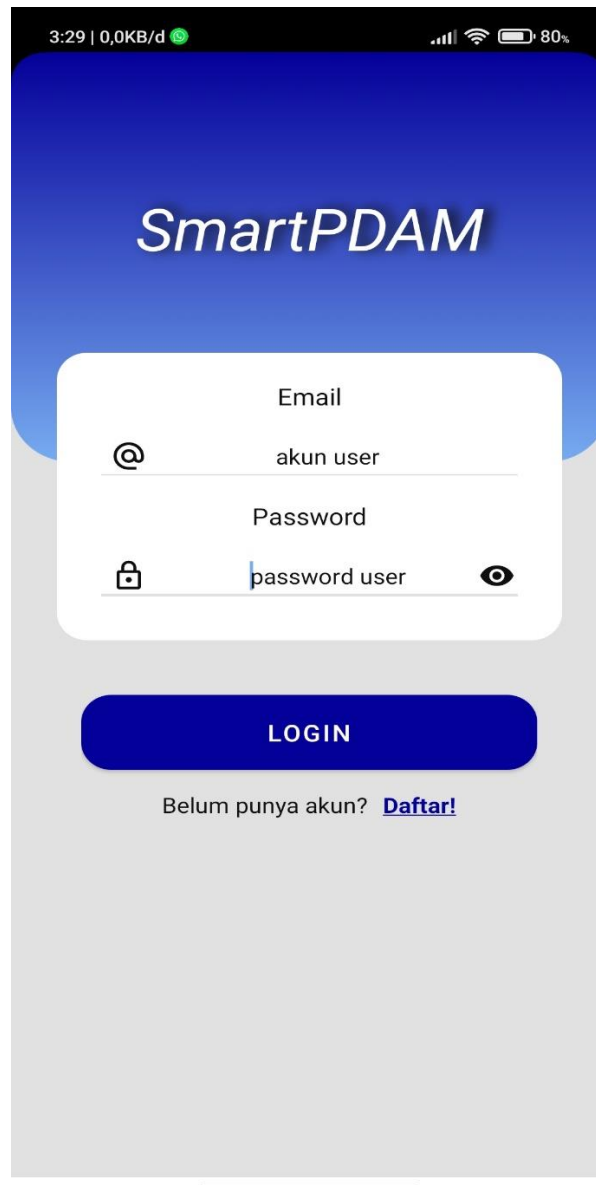 3:29 | 0,0KB/d 80%
SmartPDAM
Email
akun user
Password
password user
LOGIN
Belum punya akun? Daftar!